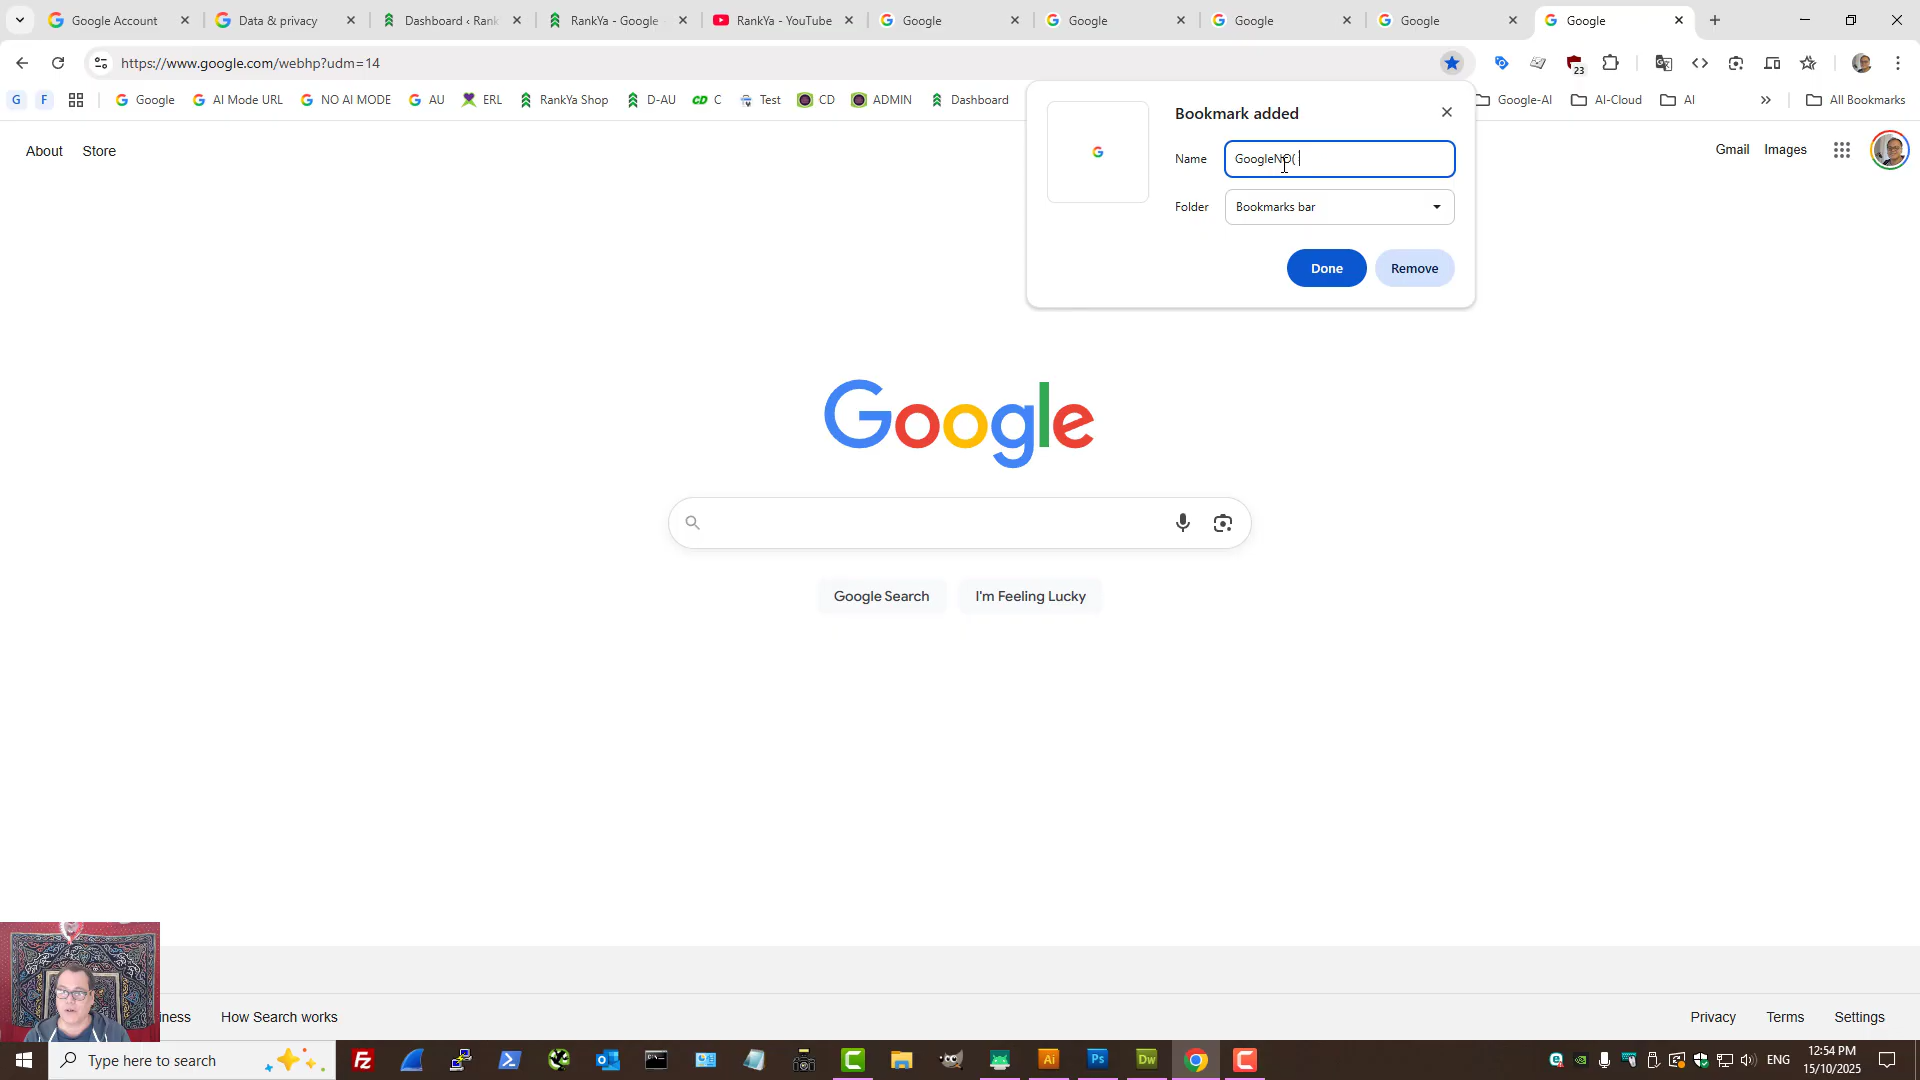 Google Account
Data & privacy
Dashboard ‹ Rank
RankYa - Google
RankYa - YouTube
Google
Google
Google
Google
Google
https://www.google.com/webhp?udm=14
23
G
F
Google
AI Mode URL
NO AI MODE
AU
ERL
RankYa Shop
D-AU
C
Test
CD
ADMIN
Dashboard
Google-AI
AI-Cloud
AI
All Bookmarks
About
Store
Gmail
Images
Bookmark added
Name
GoogleNO(
Folder
Bookmarks bar
Done
Remove
Google
Google Search
I'm Feeling Lucky
How Search works
Privacy
Terms
Settings
Type here to search
Ai
Ps
Dw
ENG
12:54 PM
15/10/2025